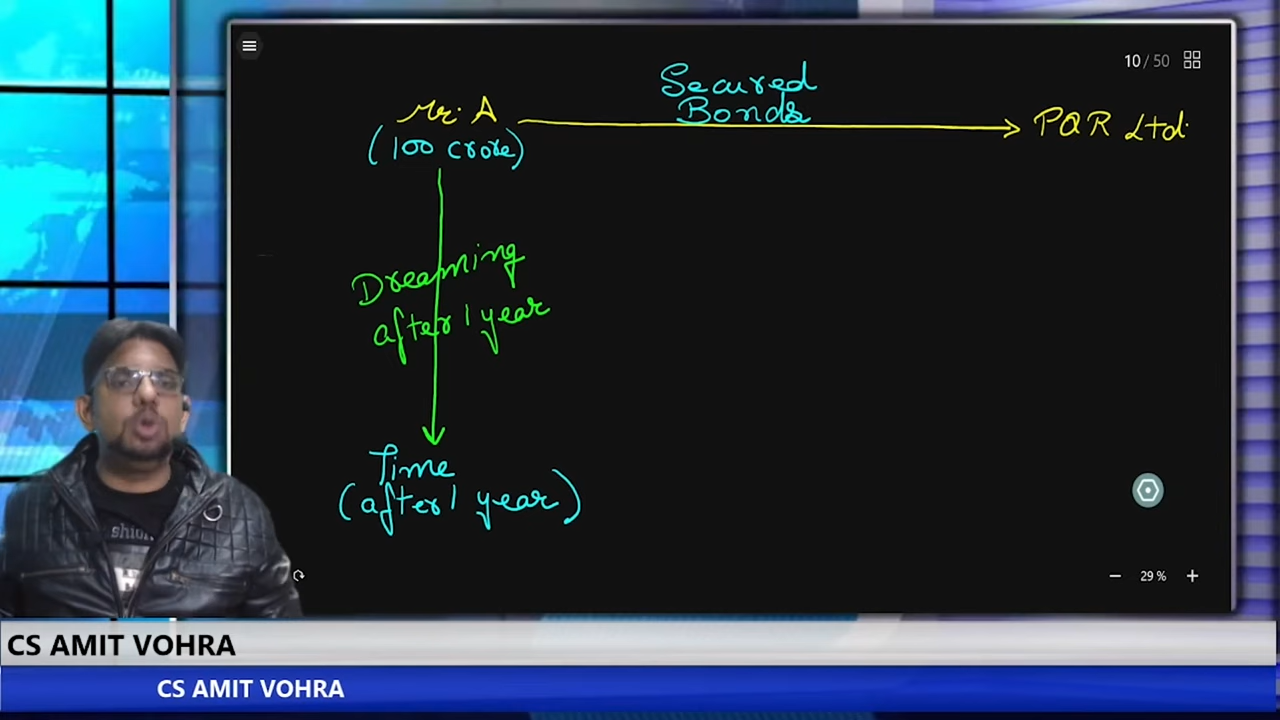 10 / 50
Secured
Bonds
Mr. A
PQR Ltd.
(100 crore)
Dreaming
after 1 year
Time
(after 1 year)
29 %
CS AMIT VOHRA
CS AMIT VOHRA